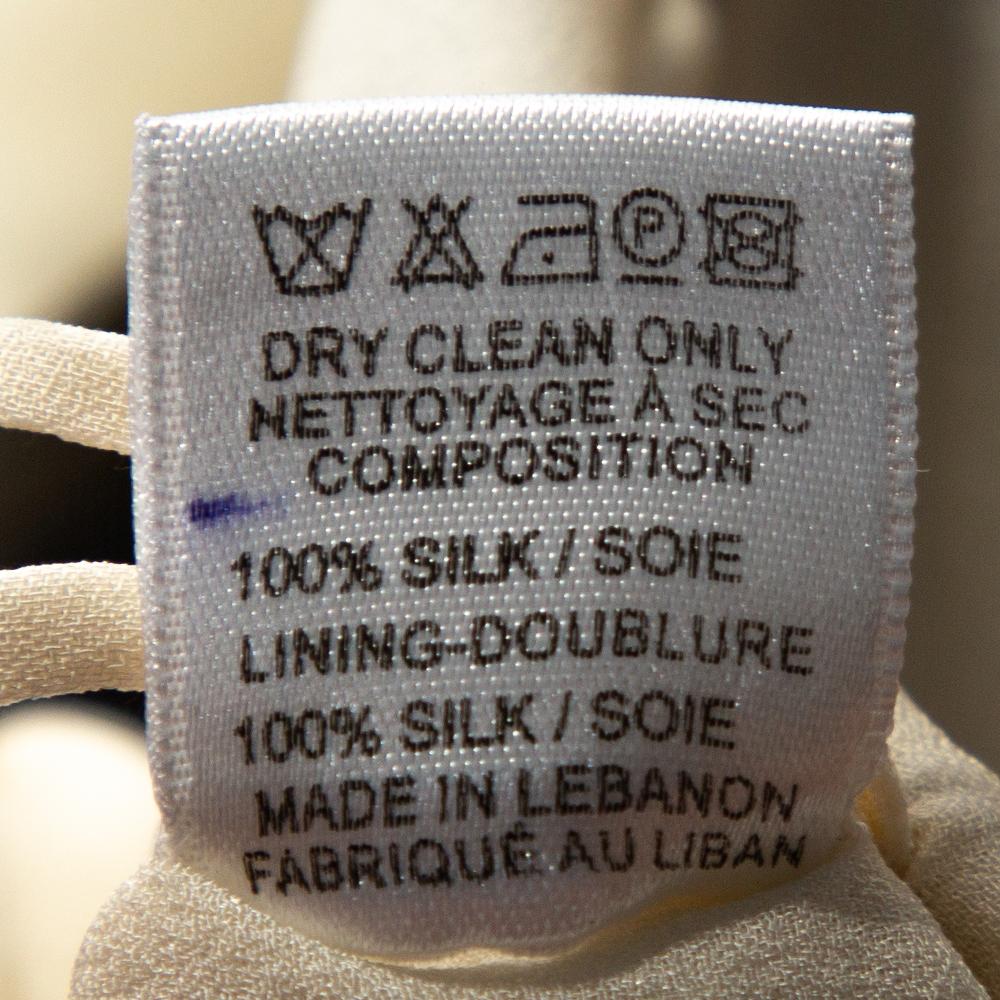 P
DRY CLEAN ONLY
NETTOYAGE À SEC
COMPOSITION
100% SILK / SOIE
LINING-DOUBLURE
100% SILK / SOIE
MADE IN LEBANON
FABRIQUÉ AU LIBAN